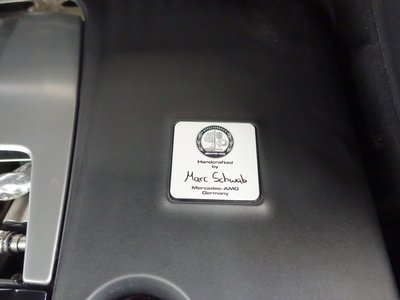 Handcrafted
by
Marc Schwab
Mercedes-AMG
Germany